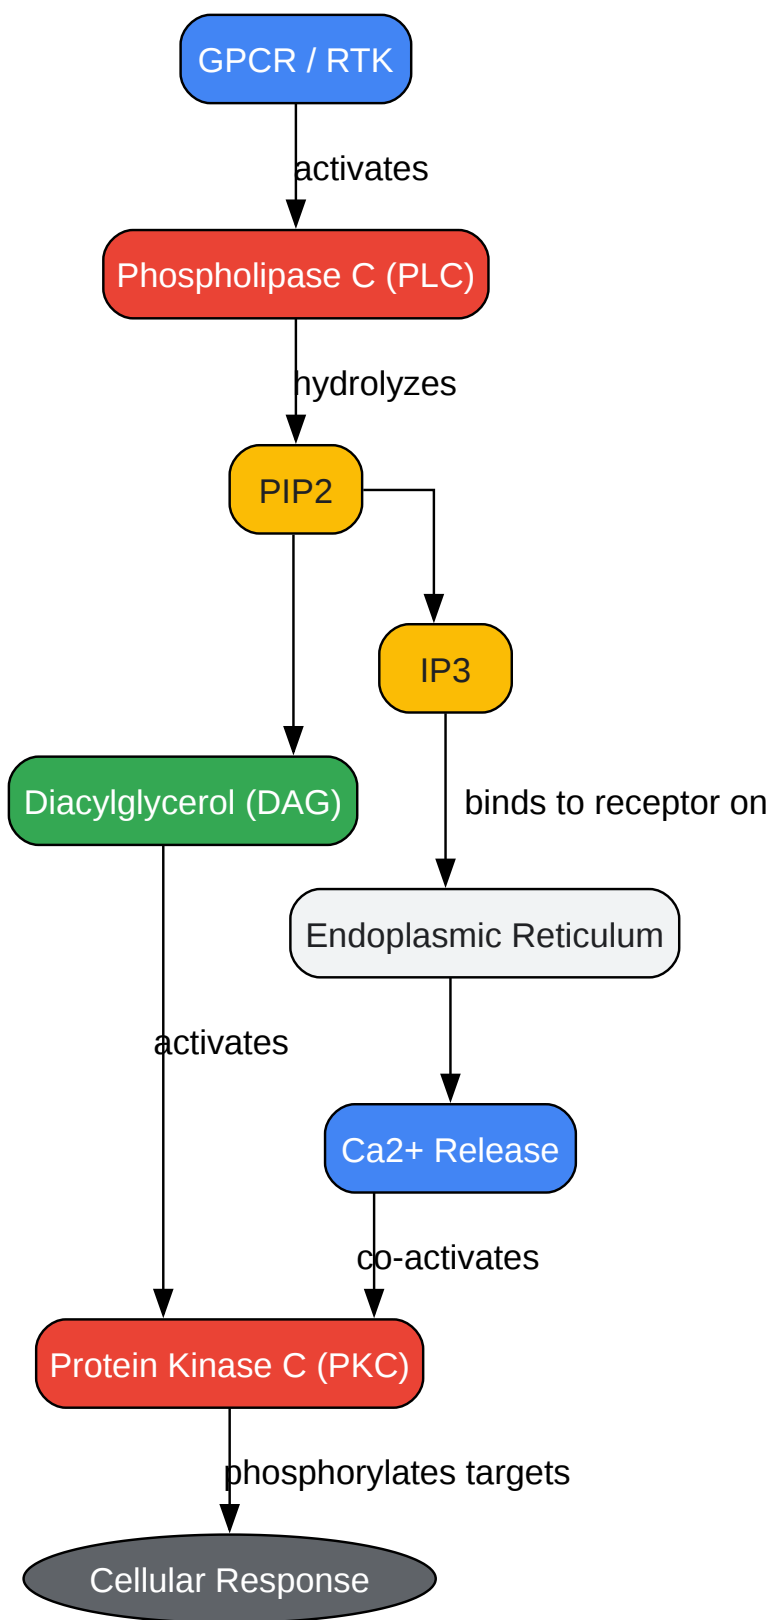 GPCR / RTK
activates
Phospholipase C (PLC)
hydrolyzes
PIP2
IP3
Diacylglycerol (DAG)
binds to receptor on
Endoplasmic Reticulum
activates
Ca2+ Release
co-activates
Protein Kinase C (PKC)
phosphorylates targets
Cellular Response